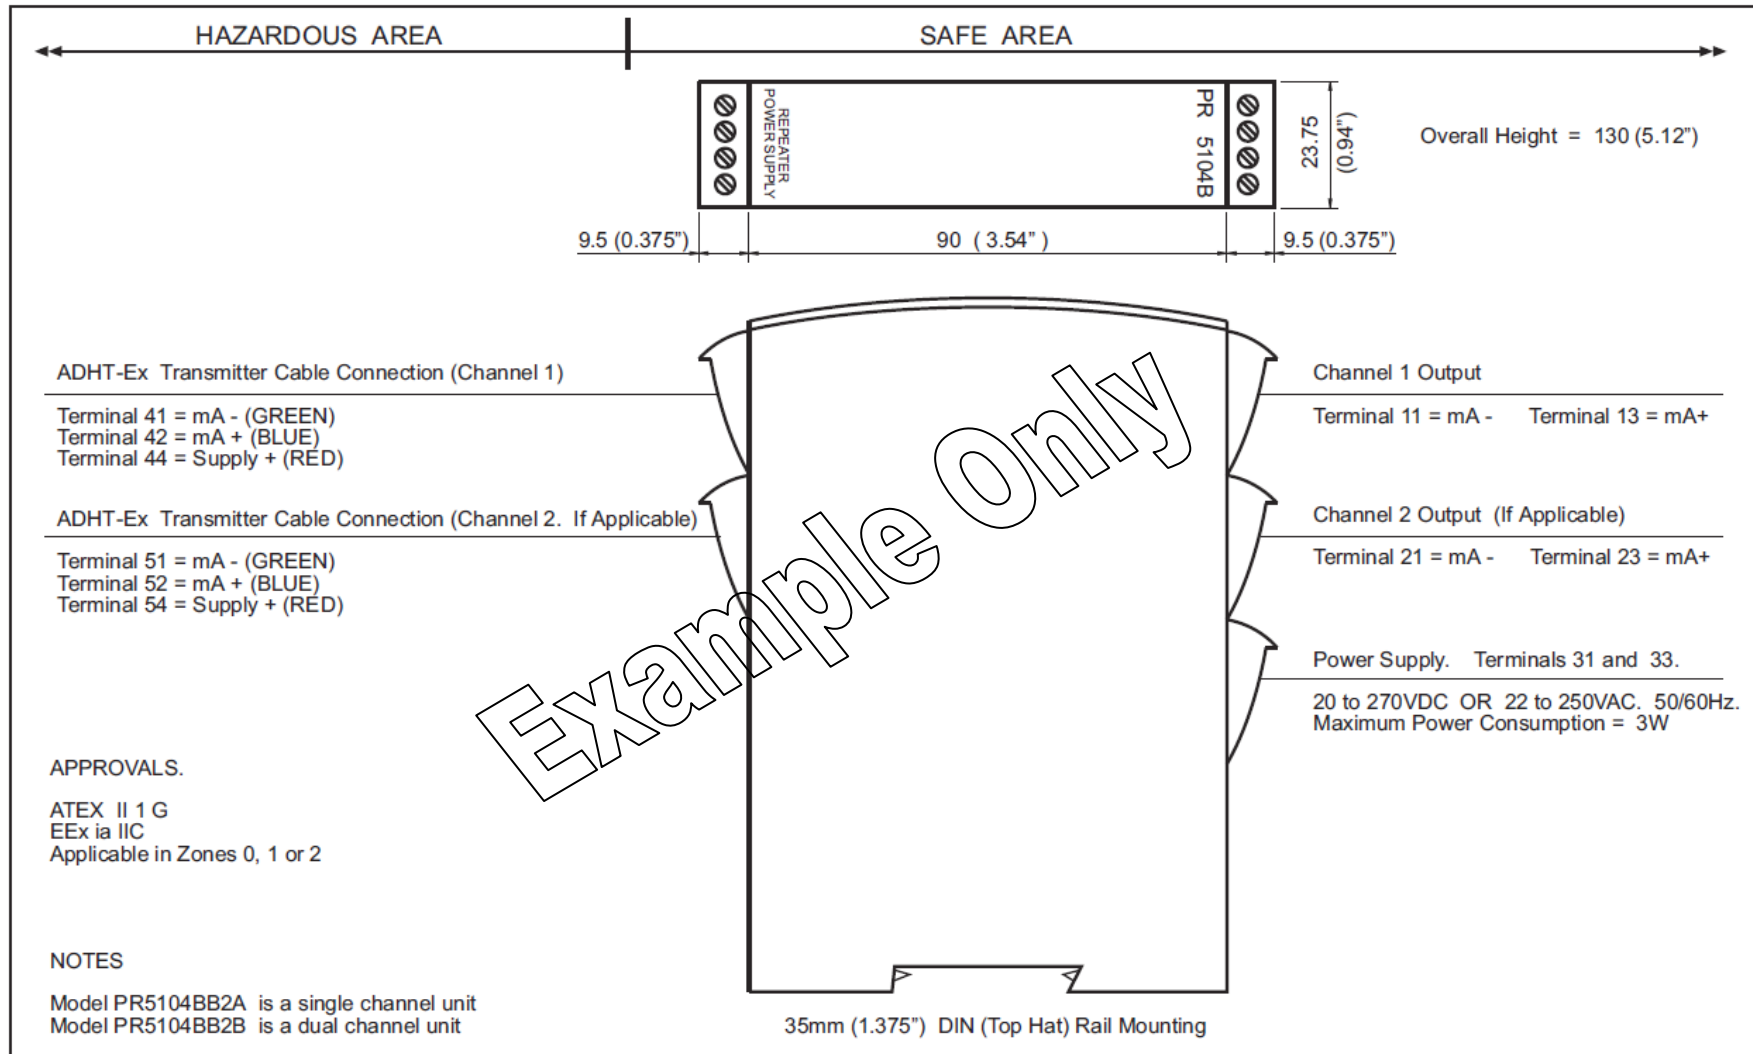 HAZARDOUS AREA
SAFE AREA
REPEATER
POWER SUPPLY
PR 5104B
23.75
(0.94")
Overall Height = 130 (5.12")
9.5 (0.375")
90 ( 3.54" )
9.5 (0.375")
ADHT-Ex Transmitter Cable Connection (Channel 1)
Terminal 41 = mA - (GREEN)
Terminal 42 = mA + (BLUE)
Terminal 44 = Supply + (RED)
ADHT-Ex Transmitter Cable Connection (Channel 2. If Applicable)
Terminal 51 = mA - (GREEN)
Terminal 52 = mA + (BLUE)
Terminal 54 = Supply + (RED)
Channel 1 Output
Terminal 11 = mA - Terminal 13 = mA+
Channel 2 Output (If Applicable)
Terminal 21 = mA - Terminal 23 = mA+
Power Supply. Terminals 31 and 33.
20 to 270VDC OR 22 to 250VAC. 50/60Hz.
Maximum Power Consumption = 3W
Example Only
APPROVALS.
ATEX II 1 G
EEx ia IIC
Applicable in Zones 0, 1 or 2
NOTES
Model PR5104BB2A is a single channel unit
Model PR5104BB2B is a dual channel unit
35mm (1.375") DIN (Top Hat) Rail Mounting